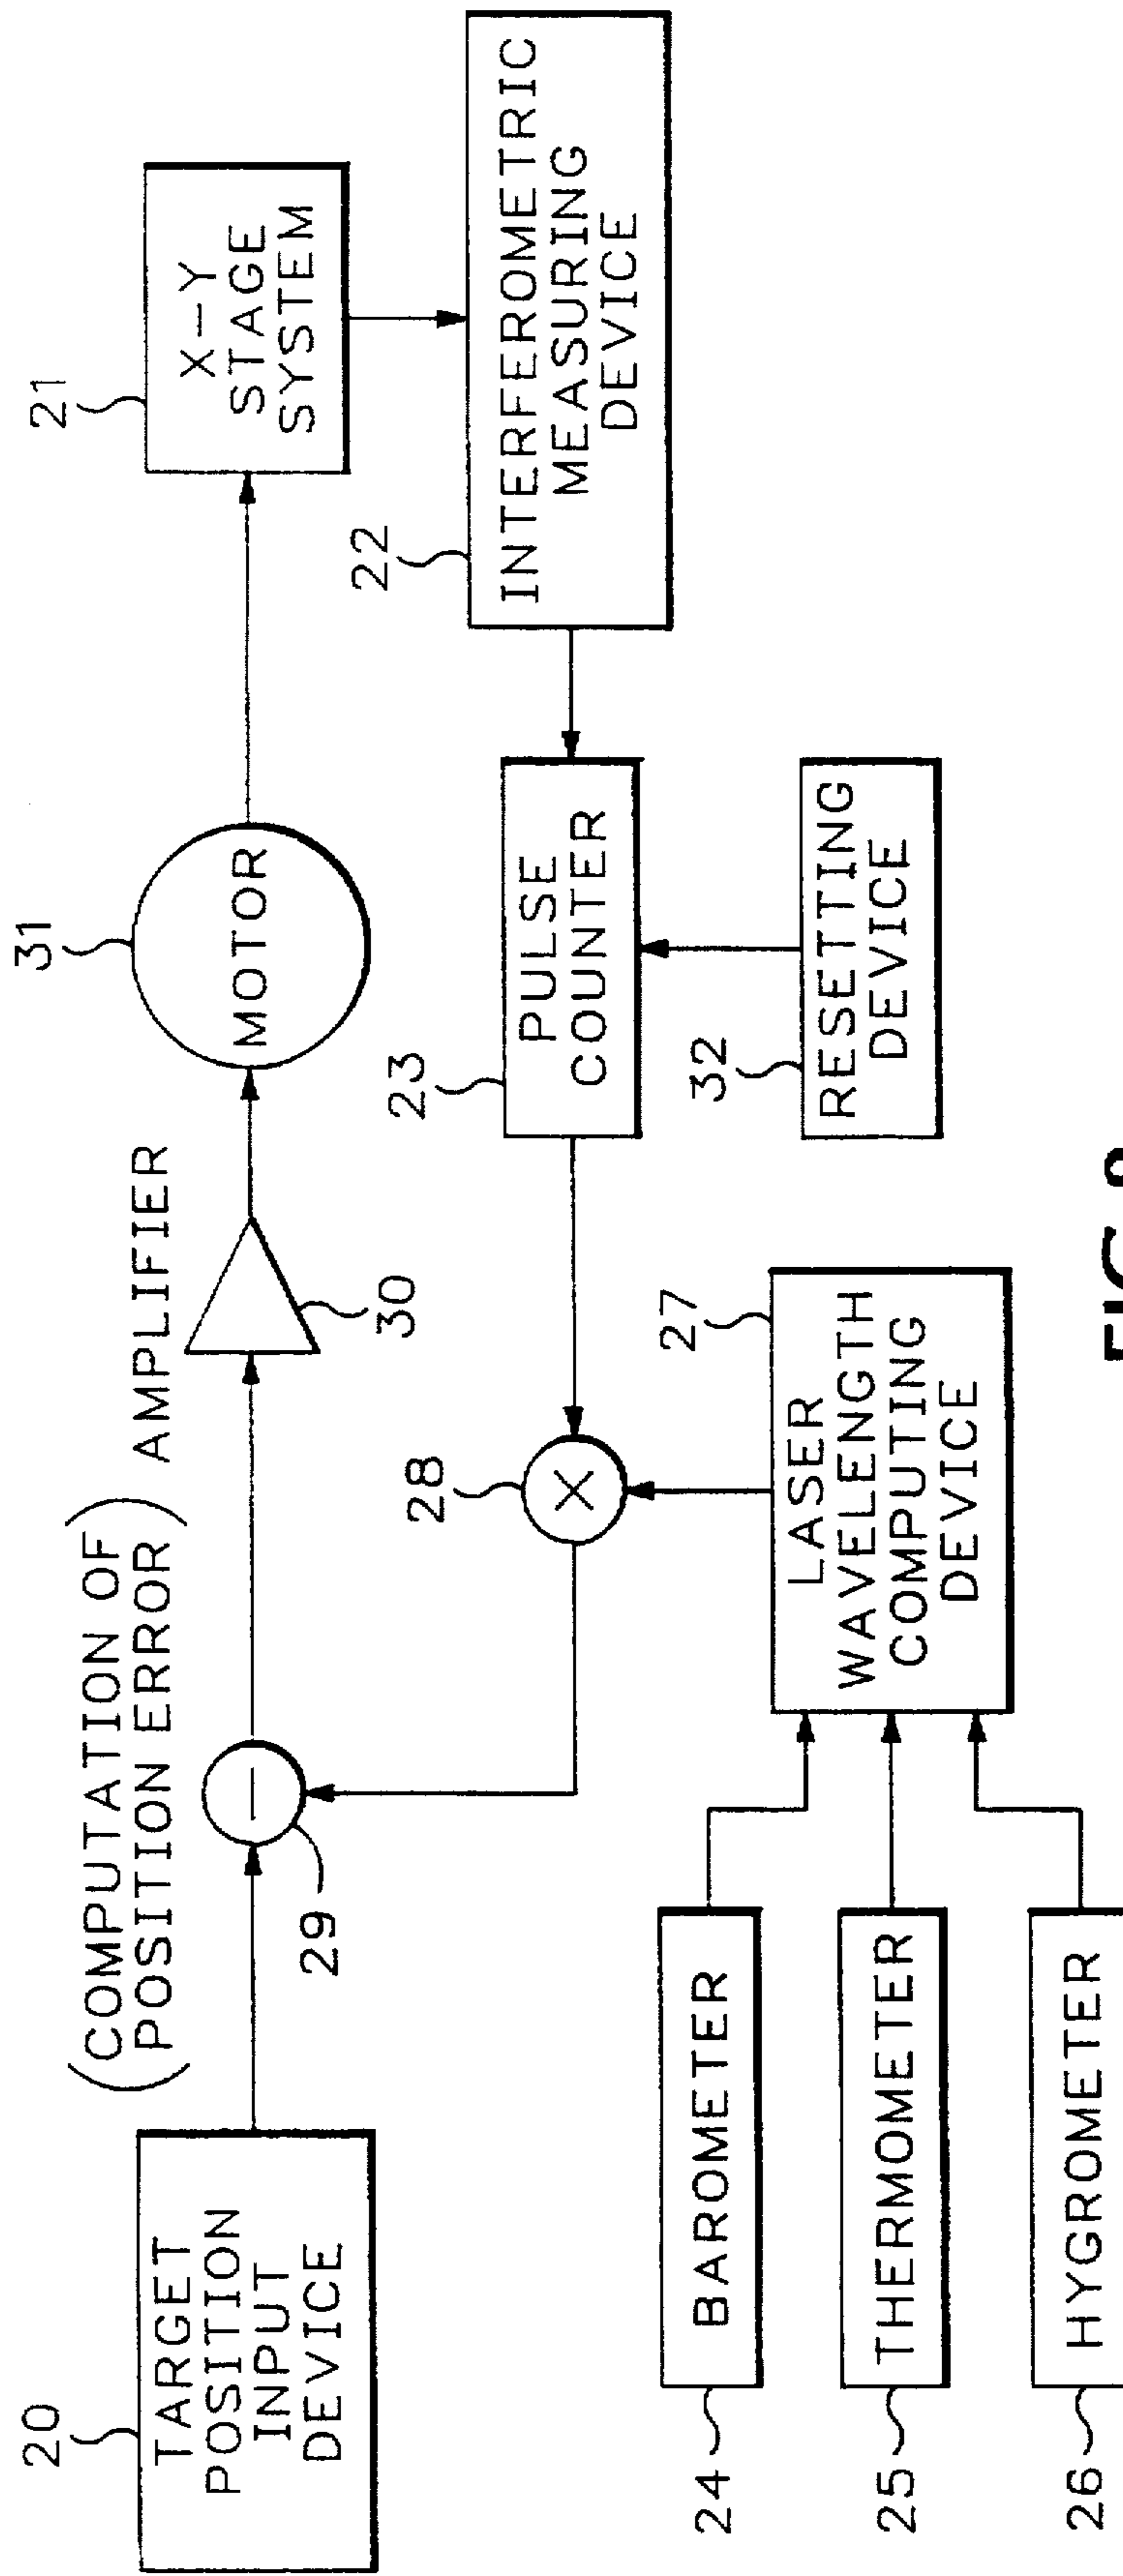 20
TARGET
POSITION
INPUT
DEVICE
(COMPUTATION OF
POSITION ERROR)
29
AMPLIFIER
30
31
MOTOR
21
X-Y
STAGE
SYSTEM
22
INTERFEROMETRIC
MEASURING
DEVICE
23
PULSE
COUNTER
32
RESETTING
DEVICE
28
×
27
LASER
WAVELENGTH
COMPUTING
DEVICE
24
BAROMETER
25
THERMOMETER
26
HYGROMETER